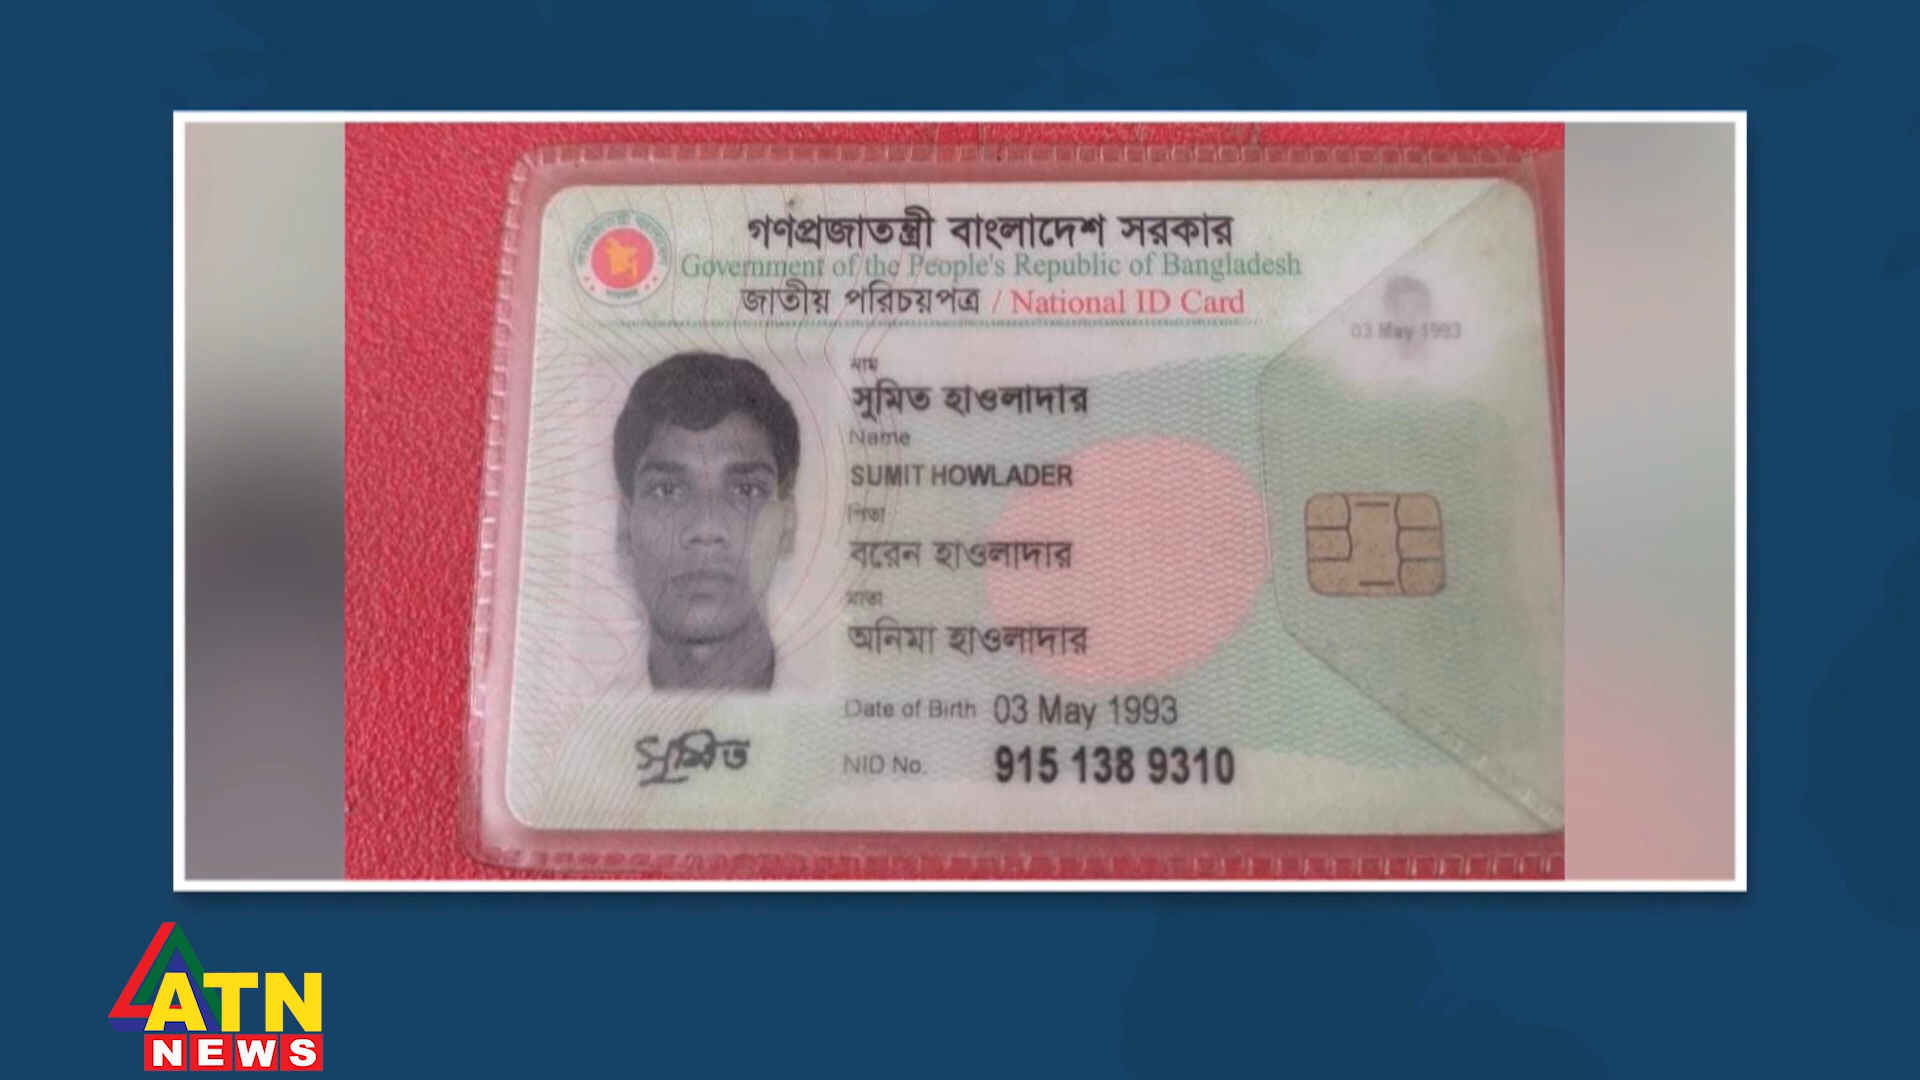 গণপ্রজাতন্ত্রী বাংলাদেশ সরকার
Government of the People's Republic of Bangladesh
জাতীয় পরিচয়পত্র / National ID Card
03 May 1993
নাম
সুমিত হাওলাদার
Name
SUMIT HOWLADER
পিতা
বরেন হাওলাদার
মাতা
অনিমা হাওলাদার
Date of Birth 03 May 1993
NID No. 915 138 9310
সুমিত
ATN
NEWS